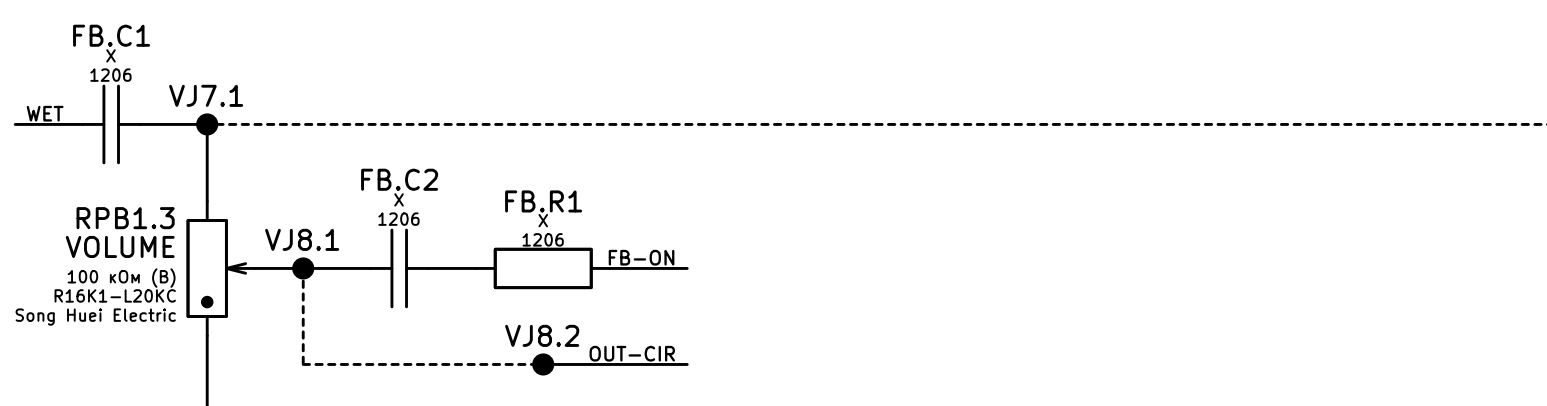 FB.C1
X
1206
VJ7.1
WET
FB.C2
X
1206
FB.R1
X
1206
RPB1.3
VOLUME
100 кОм (B)
R16K1-L20KC
Song Huei Electric
VJ8.1
FB-ON
VJ8.2
OUT-CIR